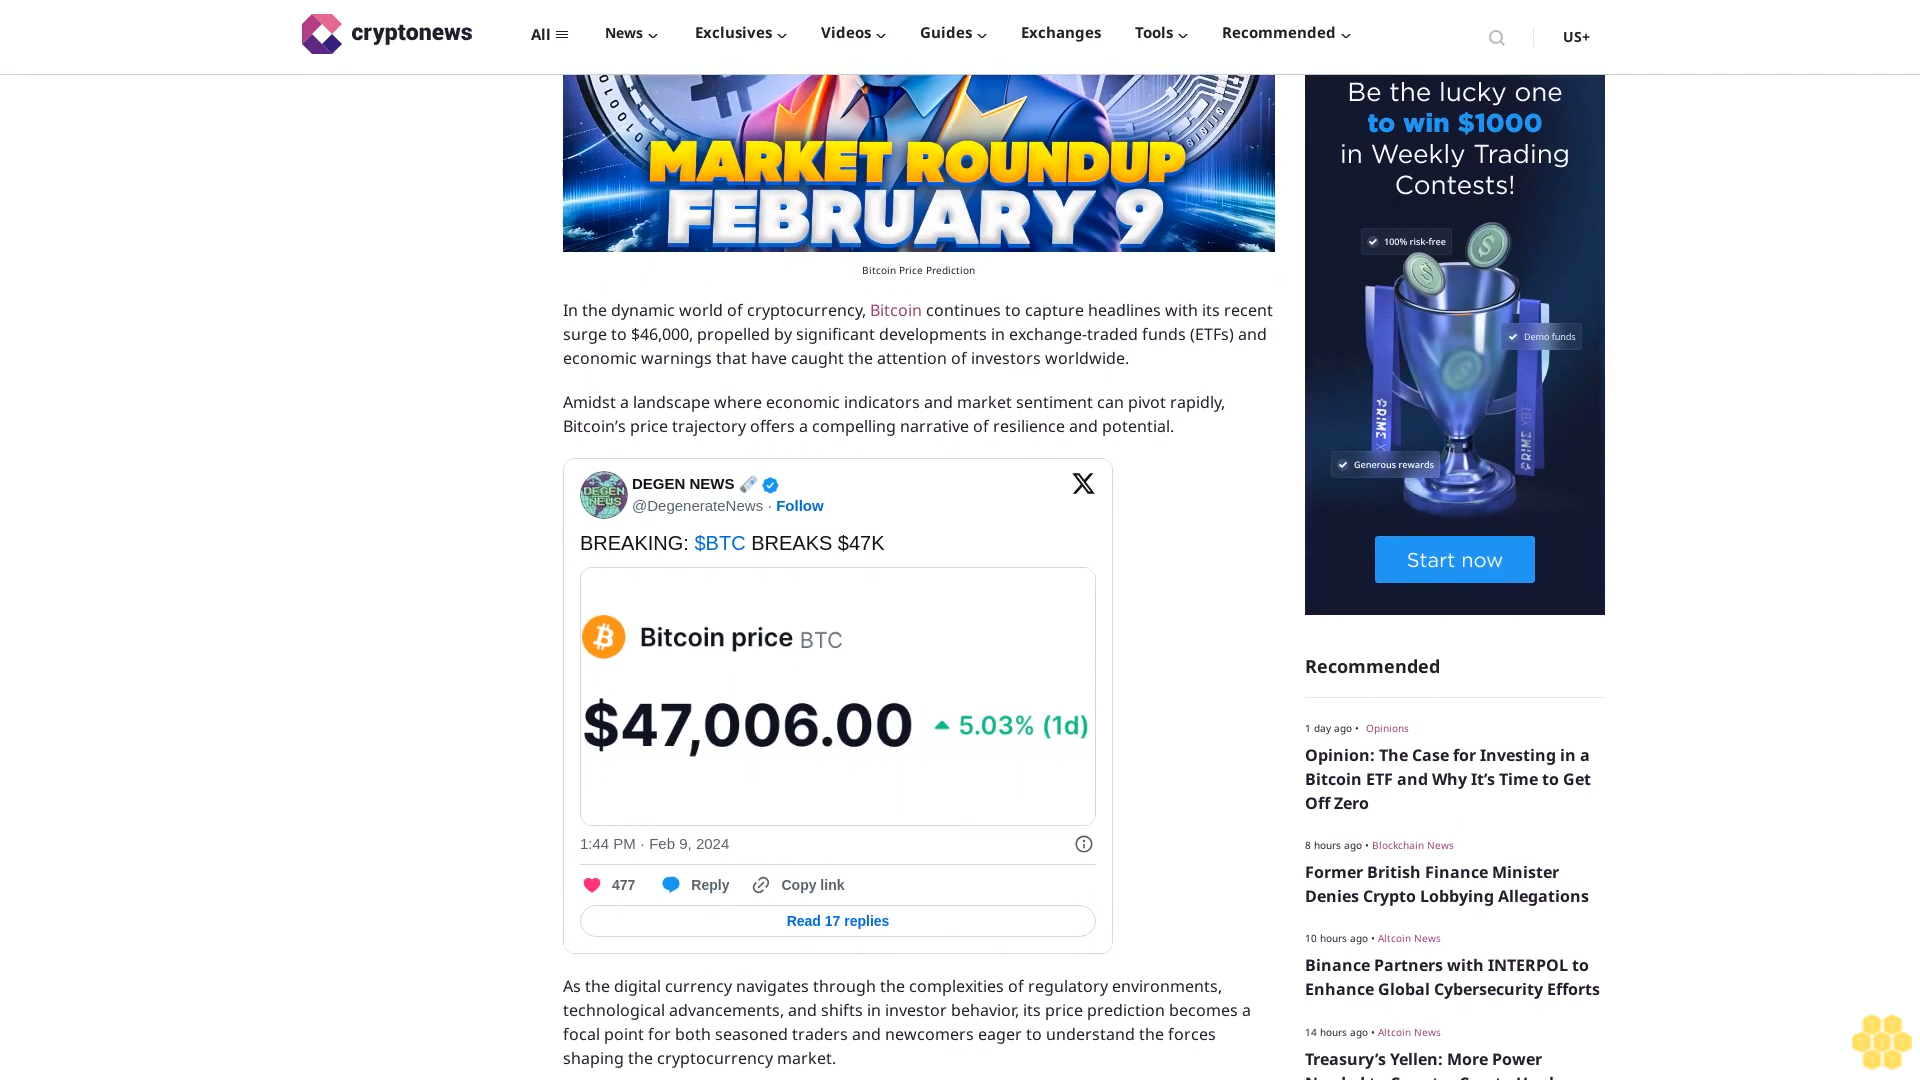 cryptonews
All
News
Exclusives
Videos
Guides
Exchanges
Tools
Recommended
US+
MARKET ROUNDUP
FEBRUARY 9
Bitcoin Price Prediction
In the dynamic world of cryptocurrency, Bitcoin continues to capture headlines with its recent
surge to $46,000, propelled by significant developments in exchange-traded funds (ETFs) and
economic warnings that have caught the attention of investors worldwide.
Amidst a landscape where economic indicators and market sentiment can pivot rapidly,
Bitcoin’s price trajectory offers a compelling narrative of resilience and potential.
DEGEN NEWS
DEGEN NEWS
@DegenerateNews · Follow
BREAKING: $BTC BREAKS $47K
Bitcoin price BTC
$47,006.00 5.03% (1d)
1:44 PM · Feb 9, 2024
477 Reply Copy link
Read 17 replies
As the digital currency navigates through the complexities of regulatory environments,
technological advancements, and shifts in investor behavior, its price prediction becomes a
focal point for both seasoned traders and newcomers eager to understand the forces
shaping the cryptocurrency market.
Be the lucky one
to win $1000
in Weekly Trading
Contests!
100% risk-free
Demo funds
PRIME X
PRIME XBT
Generous rewards
Start now
Recommended
1 day ago • Opinions
Opinion: The Case for Investing in a
Bitcoin ETF and Why It’s Time to Get
Off Zero
8 hours ago • Blockchain News
Former British Finance Minister
Denies Crypto Lobbying Allegations
10 hours ago • Altcoin News
Binance Partners with INTERPOL to
Enhance Global Cybersecurity Efforts
14 hours ago • Altcoin News
Treasury’s Yellen: More Power